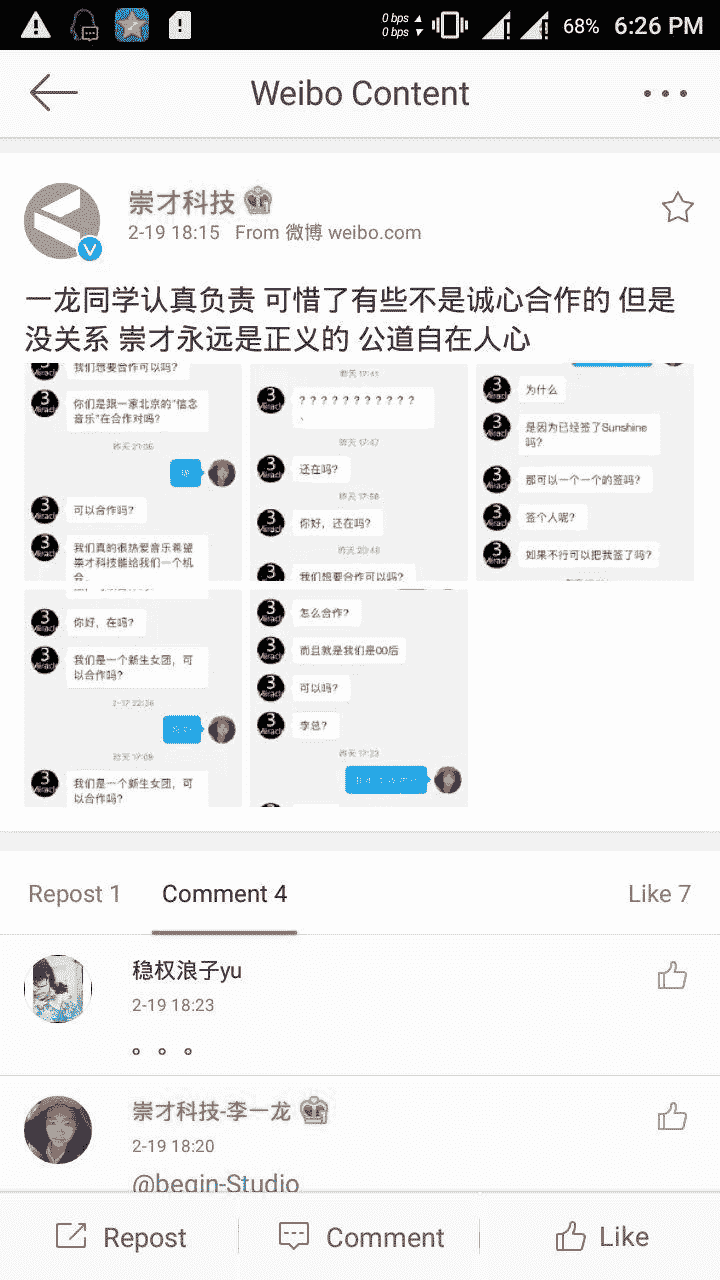 0 bps
0 bps
68%
6:26 PM
Weibo Content
崇才科技
2-19 18:15 From 微博 weibo.com
一龙同学认真负责 可惜了有些不是诚心合作的 但是
没关系 崇才永远是正义的 公道自在人心
我们想要合作可以吗?
你们是跟一家北京的"信念
音乐"在合作对吗?
昨天 21:06
可以合作吗?
我们真的很热爱音乐希望
崇才科技能给我们一个机
会。
昨天 17:41
? ? ? ? ? ? ? ? ? ? ?
、
昨天 17:47
还在吗?
昨天 17:50
你好，还在吗?
昨天 20:48
我们想要合作可以吗?
为什么
是因为已经签了Sunshine
吗?
那可以一个一个的签吗?
签个人呢?
如果不行可以把我签了吗?
你好，在吗?
我们是一个新生女团，可
以合作吗?
2-17 22:36
昨天 17:09
我们是一个新生女团，可
以合作吗?
怎么合作?
而且就是我们是00后
可以吗?
李总?
昨天 17:23
Repost 1
Comment 4
Like 7
稳权浪子yu
2-19 18:23
。。。
崇才科技-李一龙
2-19 18:20
@begin-Studio
Repost
Comment
Like